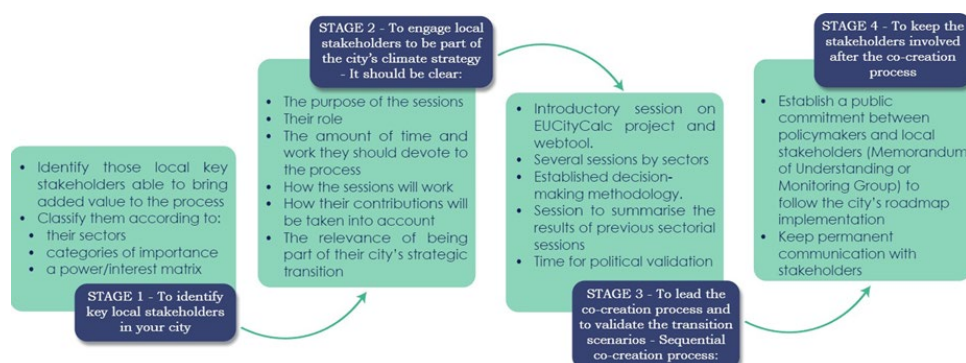 • Identify those local key
stakeholders able to bring
added value to the process
• Classify them according to:
• their sectors
• categories of importance
• a power/interest matrix
STAGE 1 - To identify
key local stakeholders
in your city
STAGE 2 - To engage local
stakeholders to be part of
the city's climate strategy
- It should be clear:
• The purpose of the sessions
• Their role
• The amount of time and
work they should devote to
the process
• How the sessions will work
• How their contributions will
be taken into account
• The relevance of being
part of their city's strategic
transition
• Introductory session on
EUCityCalc project and
webtool.
• Several sessions by sectors
• Established decision-
making methodology.
• Session to summarise the
results of previous sectorial
sessions
• Time for political validation
STAGE 3 - To lead the
co-creation process and
to validate the transition
scenarios - Sequential
co-creation process:
STAGE 4 - To keep the
stakeholders involved
after the co-creation
process
• Establish a public
commitment between
policymakers and local
stakeholders (Memorandum
of Understanding or
Monitoring Group) to
follow the city's roadmap
implementation
• Keep permanent
communication with
stakeholders